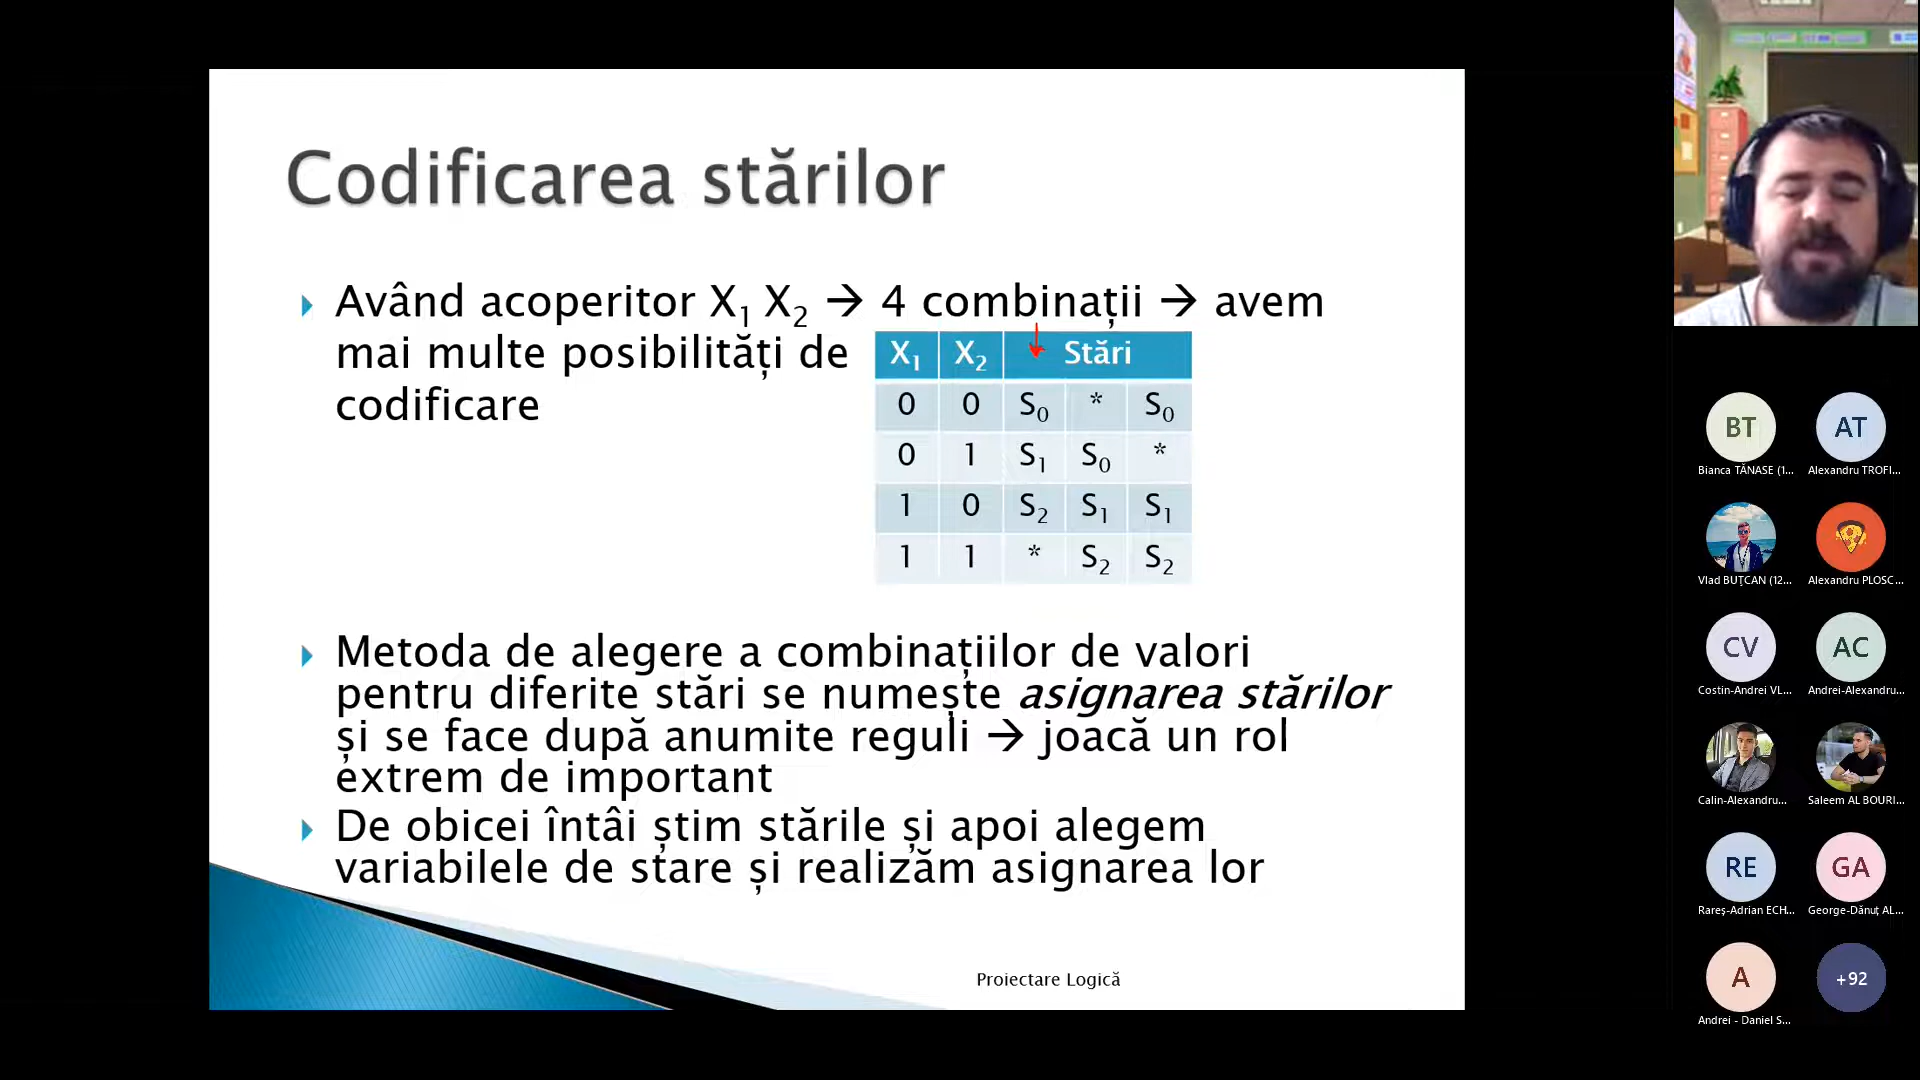 Codificarea stărilor
Având acoperitor X₁ X₂ → 4 combinații → avem
mai multe posibilități de
codificare
X₁ X₂ Stări
0 0 S₀ * S₀
0 1 S₁ S₀ *
1 0 S₂ S₁ S₁
1 1 * S₂ S₂
Metoda de alegere a combinațiilor de valori
pentru diferite stări se numește asignarea stărilor
și se face după anumite reguli → joacă un rol
extrem de important
De obicei întâi știm stările și apoi alegem
variabilele de stare și realizăm asignarea lor
Proiectare Logică
BT AT
Bianca TĂNASE (1... Alexandru TROFI...
Vlad BUȚCAN (12... Alexandru PLOSC...
CV AC
Costin-Andrei VL... Andrei-Alexandru...
Calin-Alexandru... Saleem AL BOURI...
RE GA
Rareș-Adrian ECH... George-Dănuț AL...
A +92
Andrei - Daniel S...